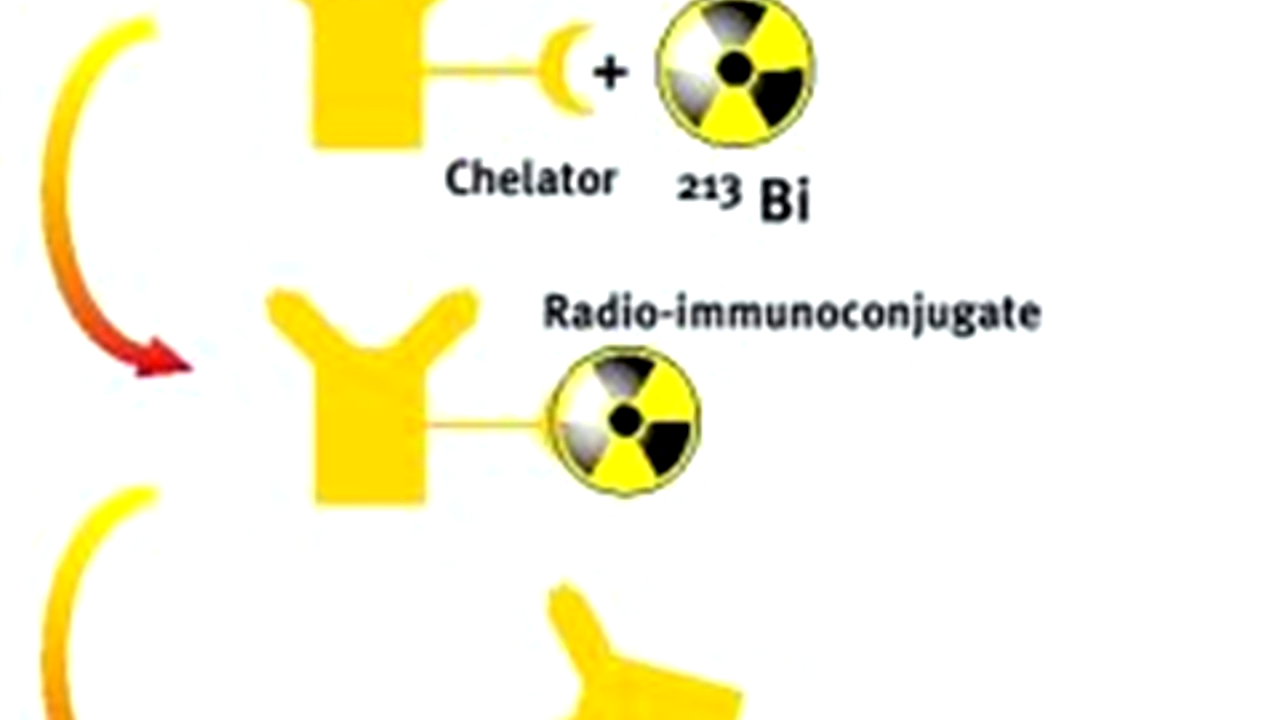 +
Chelator
²¹³ Bi
Radio-immunoconjugate